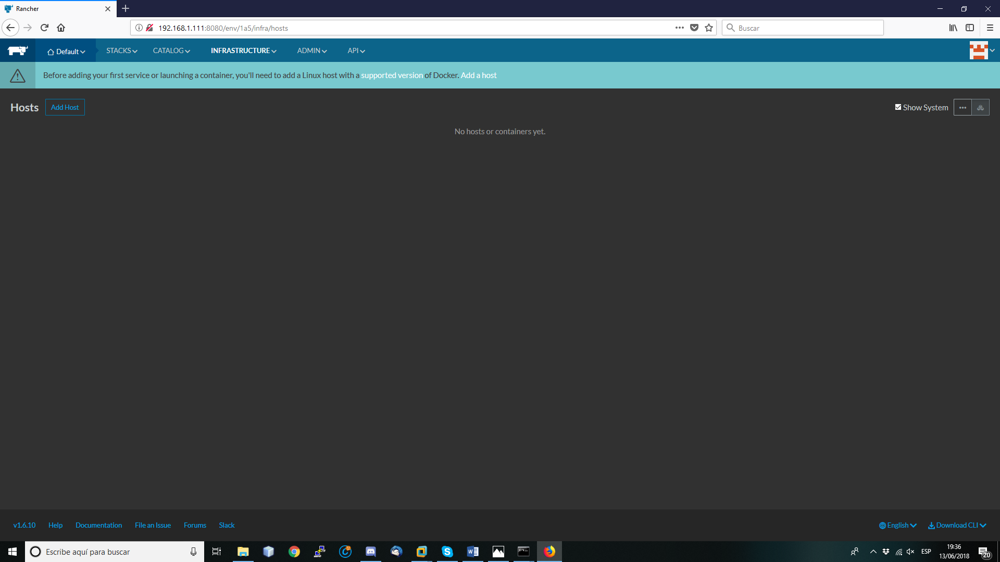 Rancher
192.168.1.111:8080/env/1a5/infra/hosts
Buscar
Default
STACKS
CATALOG
INFRASTRUCTURE
ADMIN
API
Before adding your first service or launching a container, you'll need to add a Linux host with a supported version of Docker. Add a host
Hosts
Add Host
Show System
No hosts or containers yet.
v1.6.10
Help
Documentation
File an Issue
Forums
Slack
English
Download CLI
Escribe aquí para buscar
ESP
19:36
13/06/2018
20